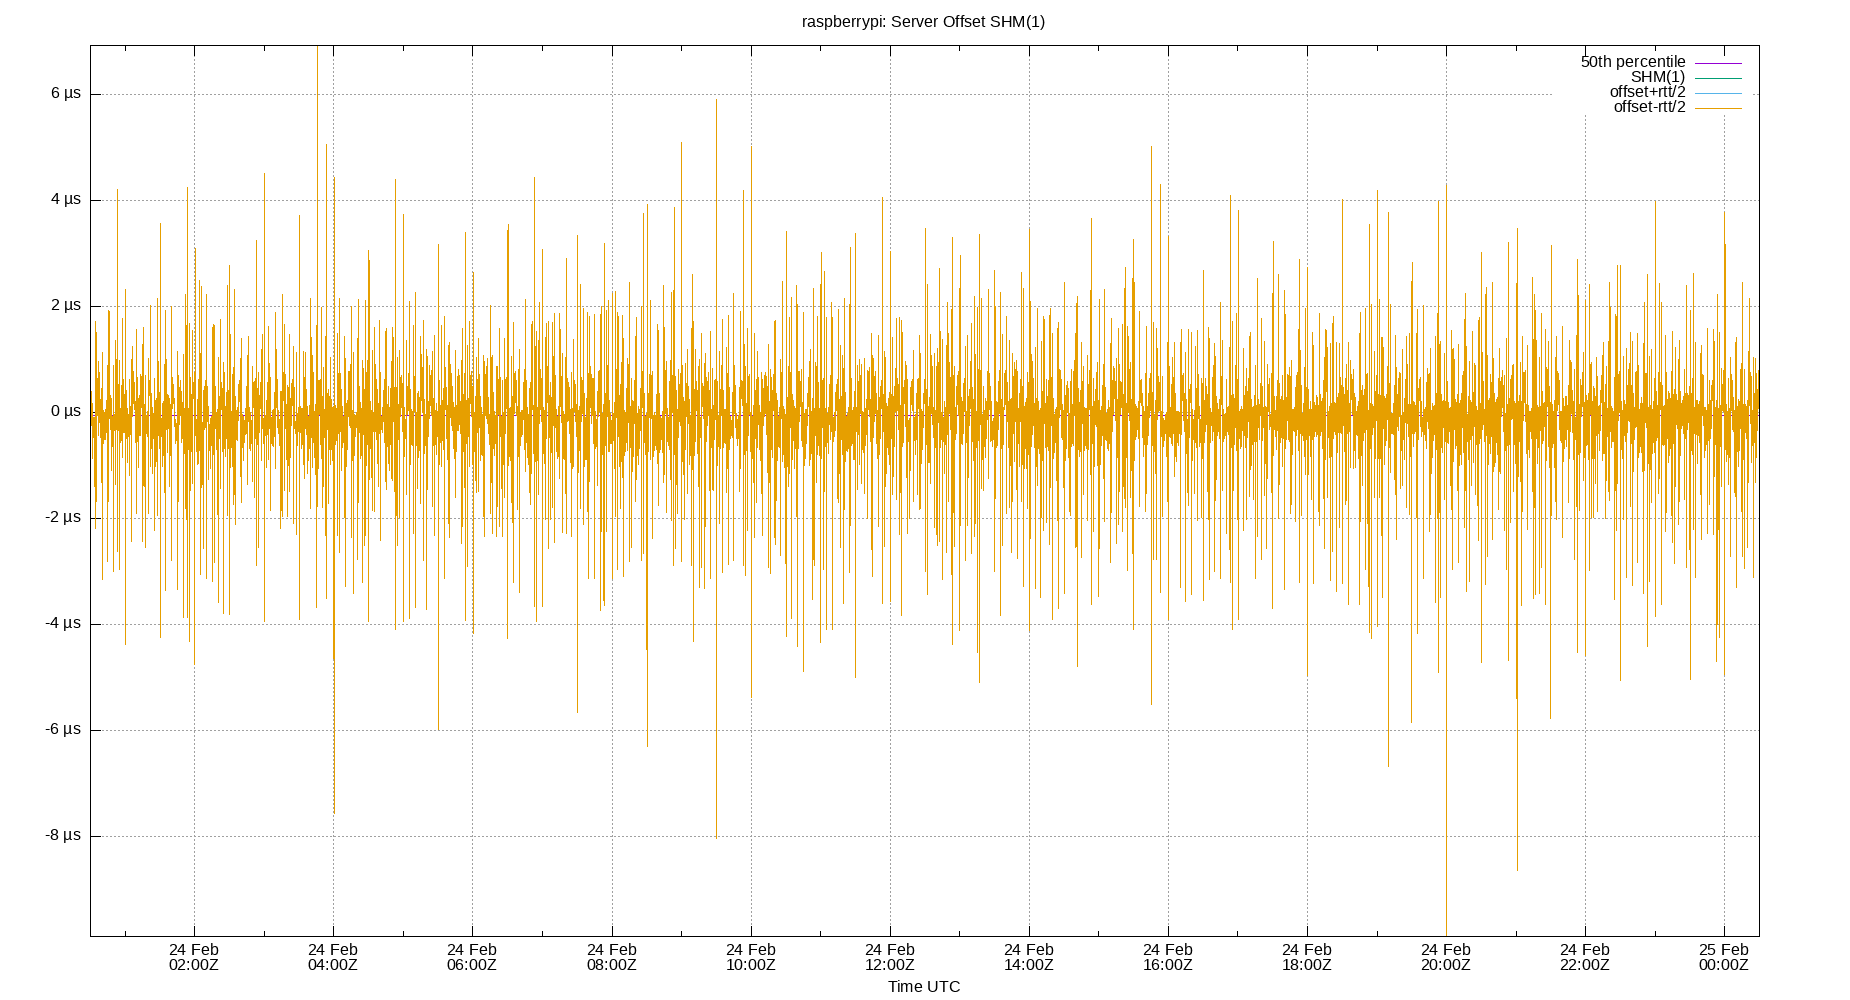 raspberrypi: Server Offset SHM(1)
50th percentile
SHM(1)
offset+rtt/2
offset-rtt/2
6 µs
4 µs
2 µs
0 µs
-2 µs
-4 µs
-6 µs
-8 µs
24 Feb 24 Feb 24 Feb 24 Feb 24 Feb 24 Feb 24 Feb 24 Feb 24 Feb 24 Feb 24 Feb 25 Feb
02:00Z 04:00Z 06:00Z 08:00Z 10:00Z 12:00Z 14:00Z 16:00Z 18:00Z 20:00Z 22:00Z 00:00Z
Time UTC